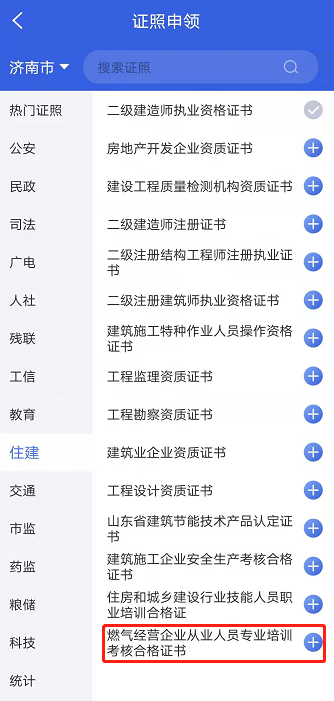 证照申领
济南市
搜索证照
热门证照
公安
民政
司法
广电
人社
残联
工信
教育
住建
交通
市监
药监
粮储
科技
统计
二级建造师执业资格证书
房地产开发企业资质证书
建设工程质量检测机构资质证书
二级建造师注册证书
二级注册结构工程师注册执业证
书
二级注册建筑师执业资格证书
建筑施工特种作业人员操作资格
证书
工程监理资质证书
工程勘察资质证书
建筑业企业资质证书
工程设计资质证书
山东省建筑节能技术产品认定证
书
建筑施工企业安全生产考核合格
证书
住房和城乡建设行业技能人员职
业培训合格证
燃气经营企业从业人员专业培训
考核合格证书